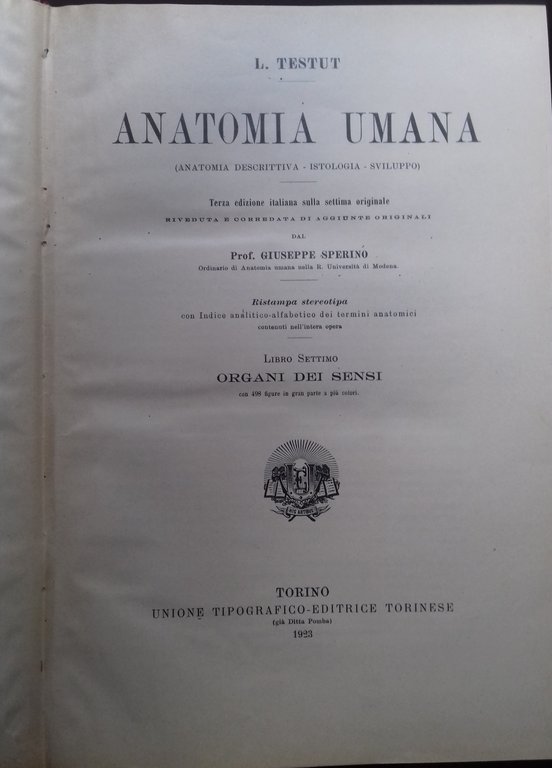 L. TESTUT
ANATOMIA UMANA
(ANATOMIA DESCRITTIVA - ISTOLOGIA - SVILUPPO)
Terza edizione italiana sulla settima originale
RIVEDUTA E CORREDATA DI AGGIUNTE ORIGINALI
DAL
Prof. GIUSEPPE SPERINO
Ordinario di Anatomia umana nella R. Università di Modena.
Ristampa stereotipa
con Indice analitico-alfabetico dei termini anatomici
contenuti nell'intera opera
LIBRO SETTIMO
ORGANI DEI SENSI
con 498 figure in gran parte a più colori.
TORINO
UNIONE TIPOGRAFICO-EDITRICE TORINESE
(già Ditta Pomba)
1923